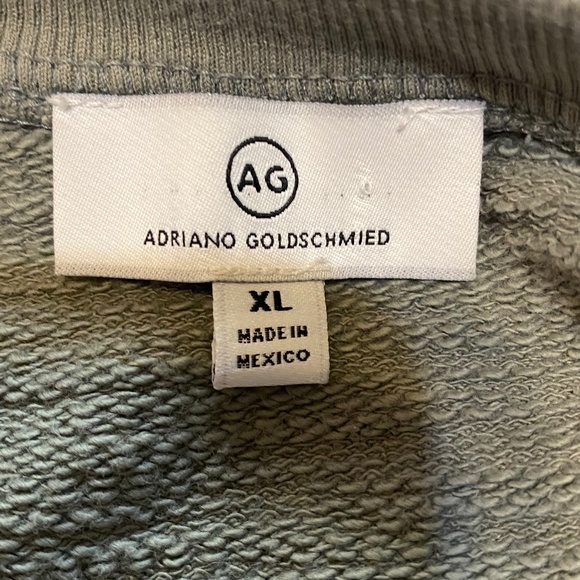 AG
ADRIANO GOLDSCHMIED
XL
MADE IN
MEXICO